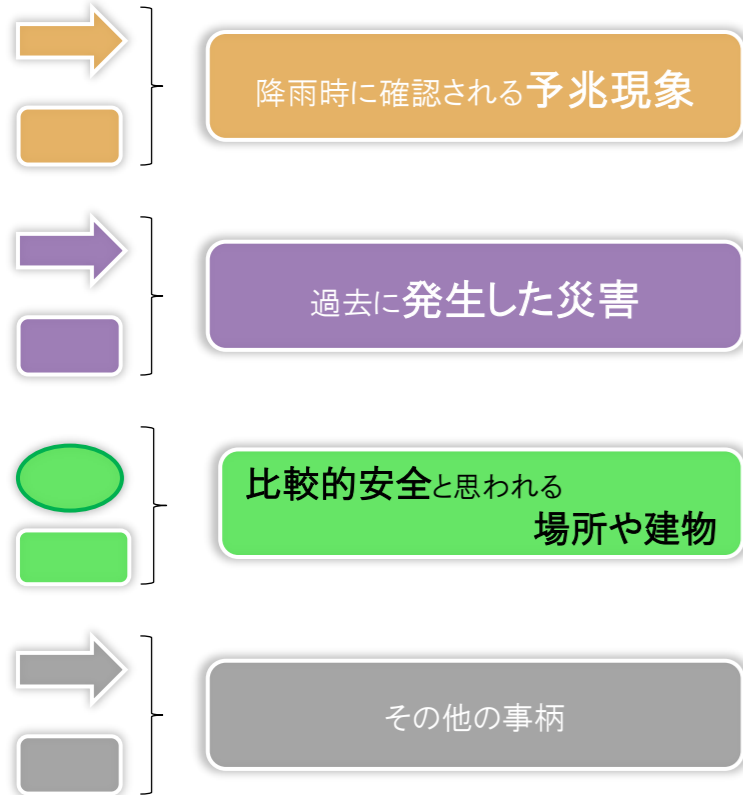 降雨時に確認される予兆現象
過去に発生した災害
比較的安全と思われる
場所や建物
その他の事柄